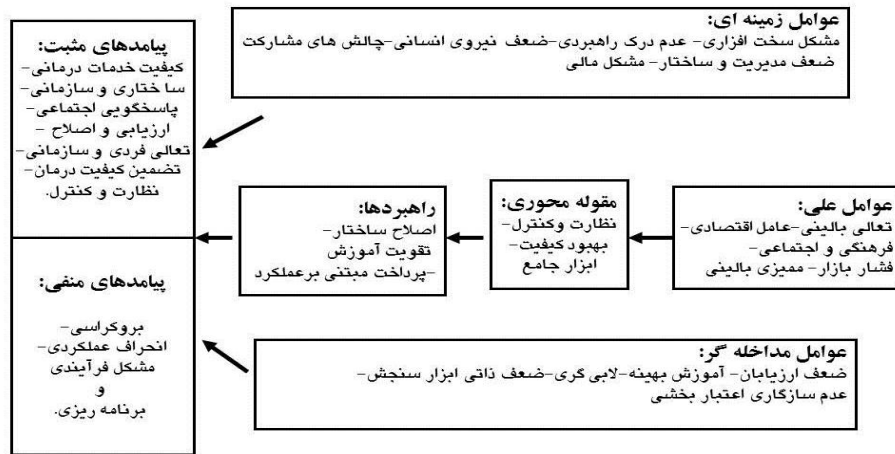 عوامل زمینه ای:
مشکل سخت افزاری- عدم درک راهبردی-ضعف نیروی انسانی-چالش های مشارکت
ضعف مدیریت و ساختار- مشکل مالی
عوامل علی:
تعالی بالینی-عامل اقتصادی-
فرهنگی و اجتماعی-
فشار بازار- ممیزی بالینی
مقوله محوری:
نظارت وکنترل-
بهبود کیفیت-
ابزار جامع
راهبردها:
اصلاح ساختار-
تقویت آموزش
-پرداخت مبتنی برعملکرد
عوامل مداخله گر:
ضعف ارزیابان- آموزش بهینه-لابی گری-ضعف ذاتی ابزار سنجش-
عدم سازگاری اعتبار بخشی
پیامدهای مثبت:
کیفیت خدمات درمانی-
سا ختاری و سازمانی-
پاسخگویی اجتماعی-
ارزیابی و اصلاح -
تعالی فردی و سازمانی-
تضمین کیفیت درمان-
نظارت و کنترل.
پیامدهای منفی:
بروکراسی-
انحراف عملکردی-
مشکل فرآیندی
و
برنامه ریزی.